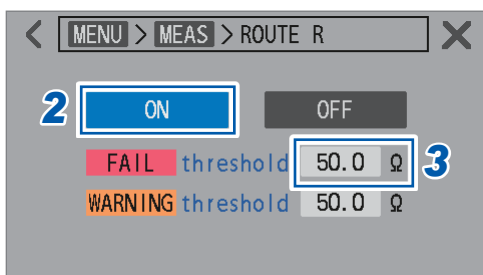 < MENU > MEAS > ROUTE R X
2 ON OFF
FAIL threshold 50.0 Ω 3
WARNING threshold 50.0 Ω